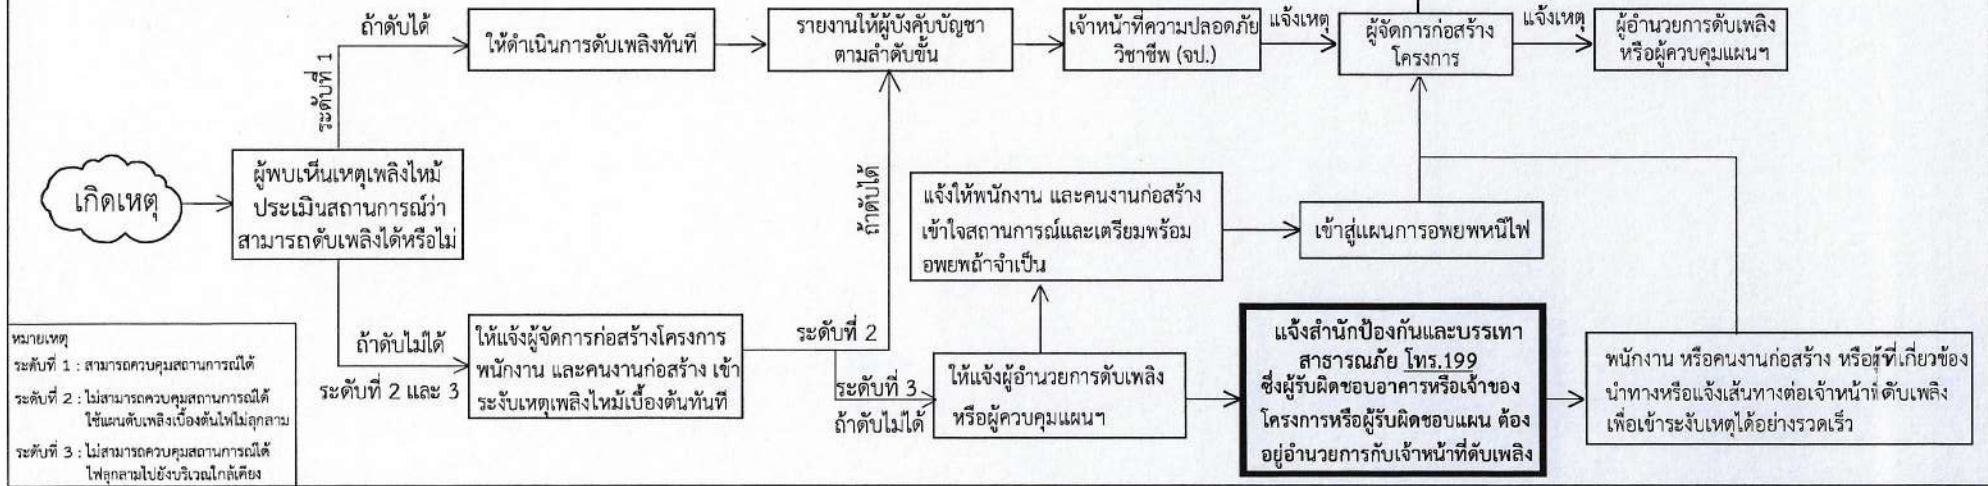 ถ้าดับได้
ระดับที่ 1
ให้ดำเนินการดับเพลิงทันที
รายงานให้ผู้บังคับบัญชา
ตามลำดับขั้น
เจ้าหน้าที่ความปลอดภัย
วิชาชีพ (จป.)
แจ้งเหตุ
ผู้จัดการก่อสร้าง
โครงการ
แจ้งเหตุ
ผู้อำนวยการดับเพลิง
หรือผู้ควบคุมแผนฯ
เกิดเหตุ
ผู้พบเห็นเหตุเพลิงไหม้
ประเมินสถานการณ์ว่า
สามารถดับเพลิงได้หรือไม่
ถ้าดับได้
แจ้งให้พนักงาน และคนงานก่อสร้าง
เข้าใจสถานการณ์และเตรียมพร้อม
อพยพถ้าจำเป็น
เข้าสู่แผนการอพยพหนีไฟ
ถ้าดับไม่ได้
ระดับที่ 2 และ 3
ให้แจ้งผู้จัดการก่อสร้างโครงการ
พนักงาน และคนงานก่อสร้าง เข้า
ระงับเหตุเพลิงไหม้เบื้องต้นทันที
ระดับที่ 2
ระดับที่ 3
ถ้าดับไม่ได้
ให้แจ้งผู้อำนวยการดับเพลิง
หรือผู้ควบคุมแผนฯ
แจ้งสำนักป้องกันและบรรเทา
สาธารณภัย โทร.199
ซึ่งผู้รับผิดชอบอาคารหรือเจ้าของ
โครงการหรือผู้รับผิดชอบแผน ต้อง
อยู่อำนวยการกับเจ้าหน้าที่ดับเพลิง
พนักงาน หรือคนงานก่อสร้าง หรือผู้ที่เกี่ยวข้อง
นำทางหรือแจ้งเส้นทางต่อเจ้าหน้าที่ดับเพลิง
เพื่อเข้าระงับเหตุได้อย่างรวดเร็ว
หมายเหตุ
ระดับที่ 1 : สามารถควบคุมสถานการณ์ได้
ระดับที่ 2 : ไม่สามารถควบคุมสถานการณ์ได้
ใช้แผนดับเพลิงเบื้องต้นไฟไม่ลุกลาม
ระดับที่ 3 : ไม่สามารถควบคุมสถานการณ์ได้
ไฟลุกลามไปยังบริเวณใกล้เคียง